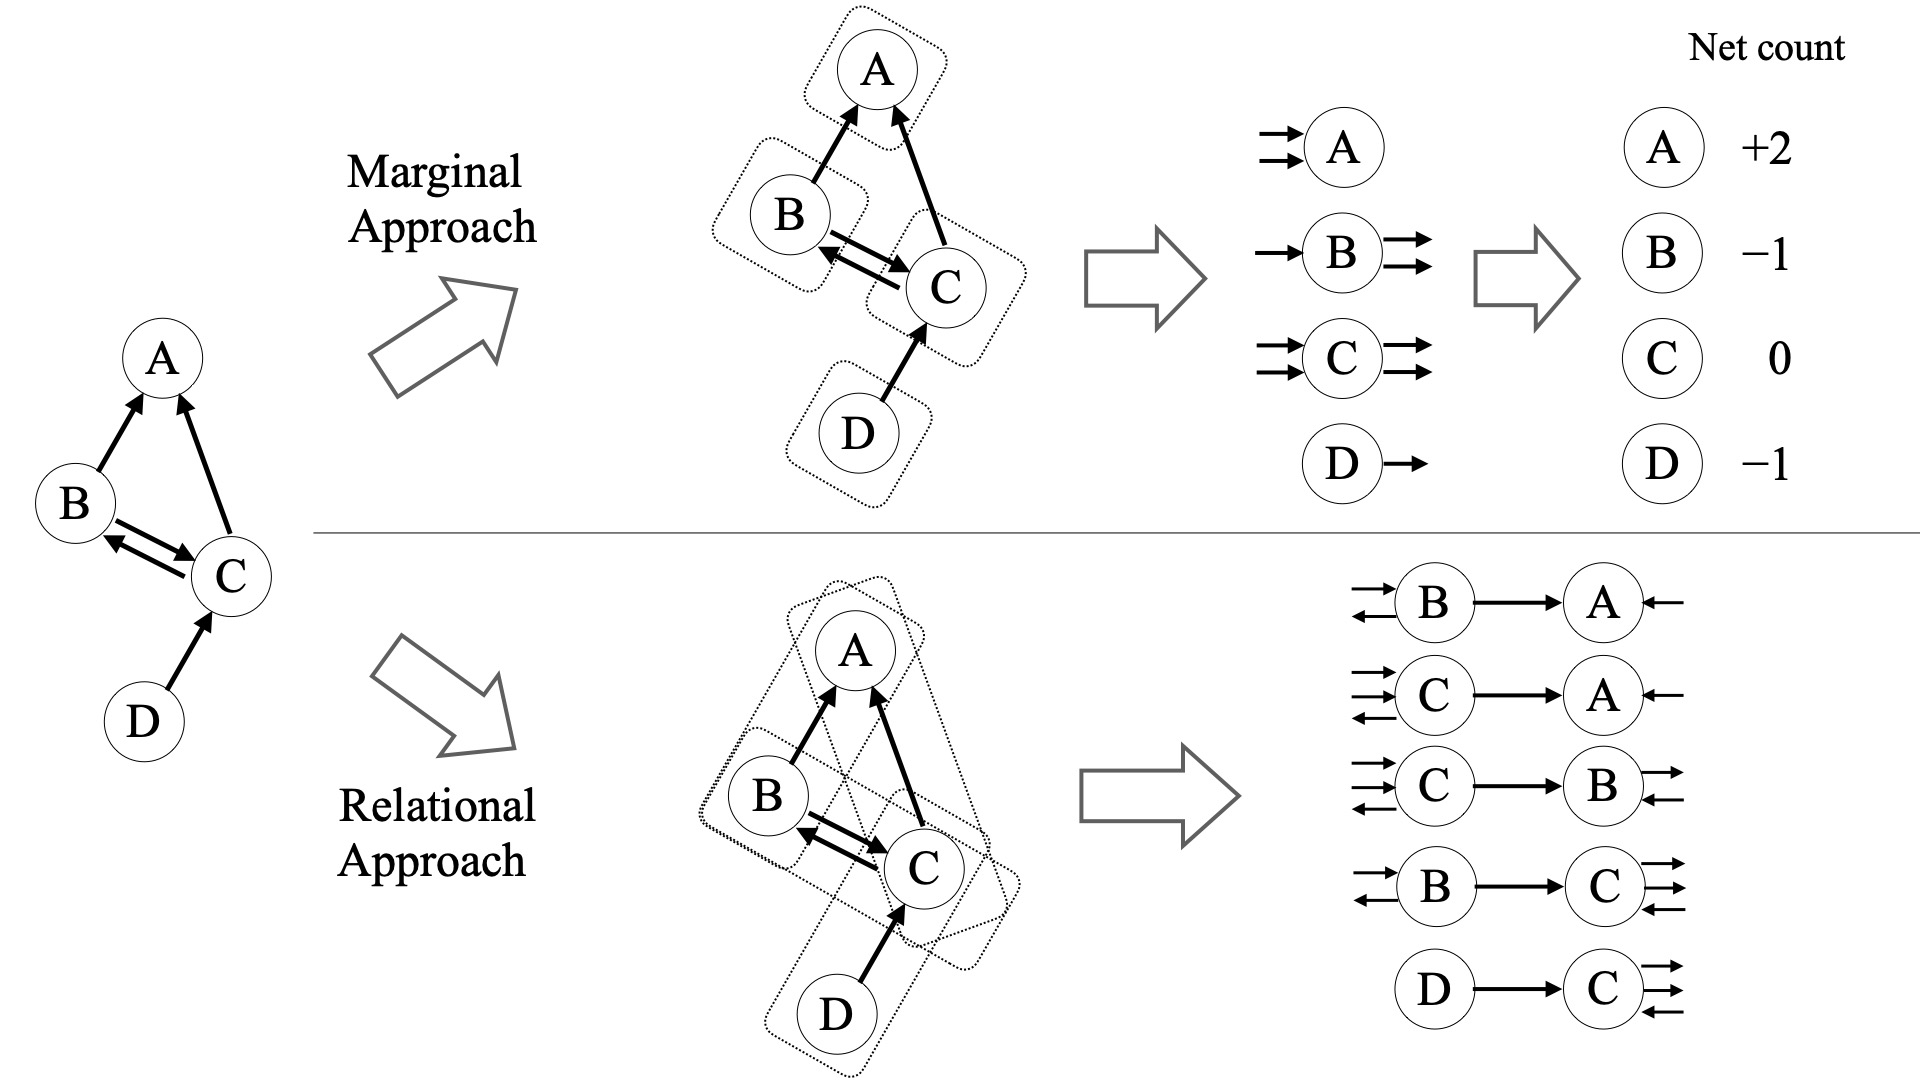 A
B
C
D
Marginal
Approach
A
B
C
D
A
B
C
D
Net count
A +2
B −1
C 0
D −1
Relational
Approach
A
B
C
D
B A
C A
C B
B C
D C